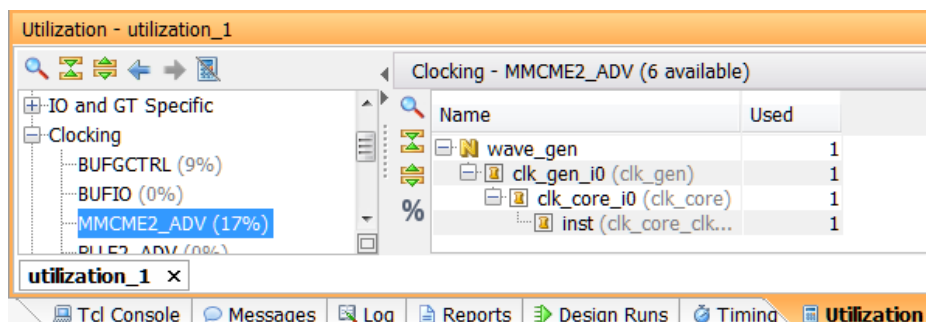 Utilization - utilization_1
Clocking - MMCME2_ADV (6 available)
IO and GT Specific
Clocking
BUFGCTRL (9%)
BUFIO (0%)
MMCME2_ADV (17%)
PLLE2_ADV (0%)
%
Name Used
wave_gen 1
clk_gen_i0 (clk_gen) 1
clk_core_i0 (clk_core) 1
inst (clk_core_clk... 1
utilization_1 ×
Tcl Console Messages Log Reports Design Runs Timing Utilization